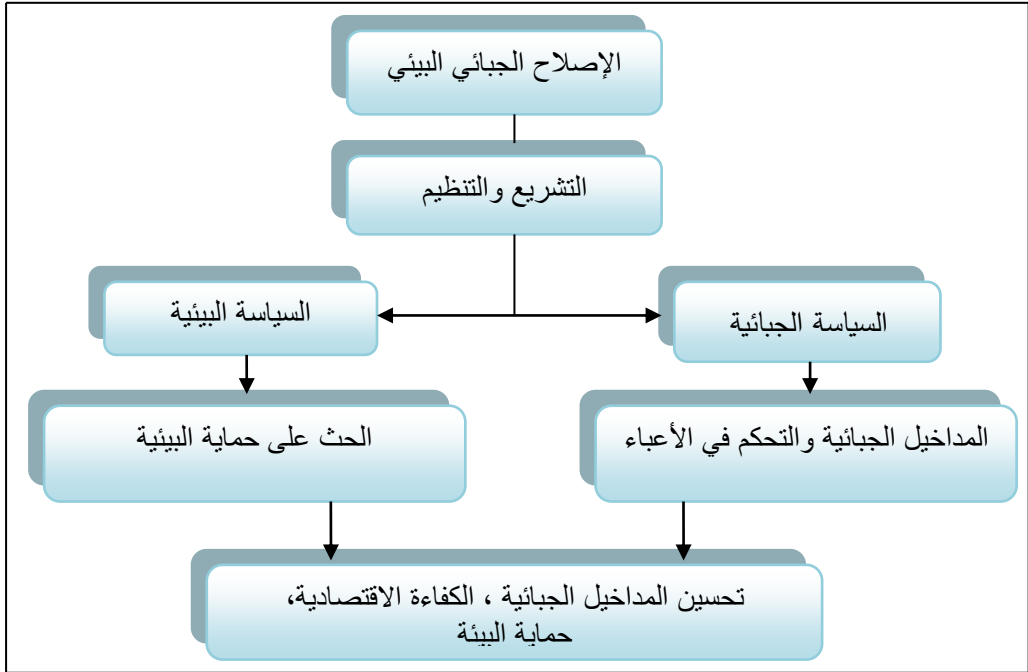 الإصلاح الجبائي البيئي
التشريع والتنظيم
السياسة الجبائية
السياسة البيئية
المداخيل الجبائية والتحكم في الأعباء
الحث على حماية البيئية
تحسين المداخيل الجبائية ، الكفاءة الاقتصادية،
حماية البيئة